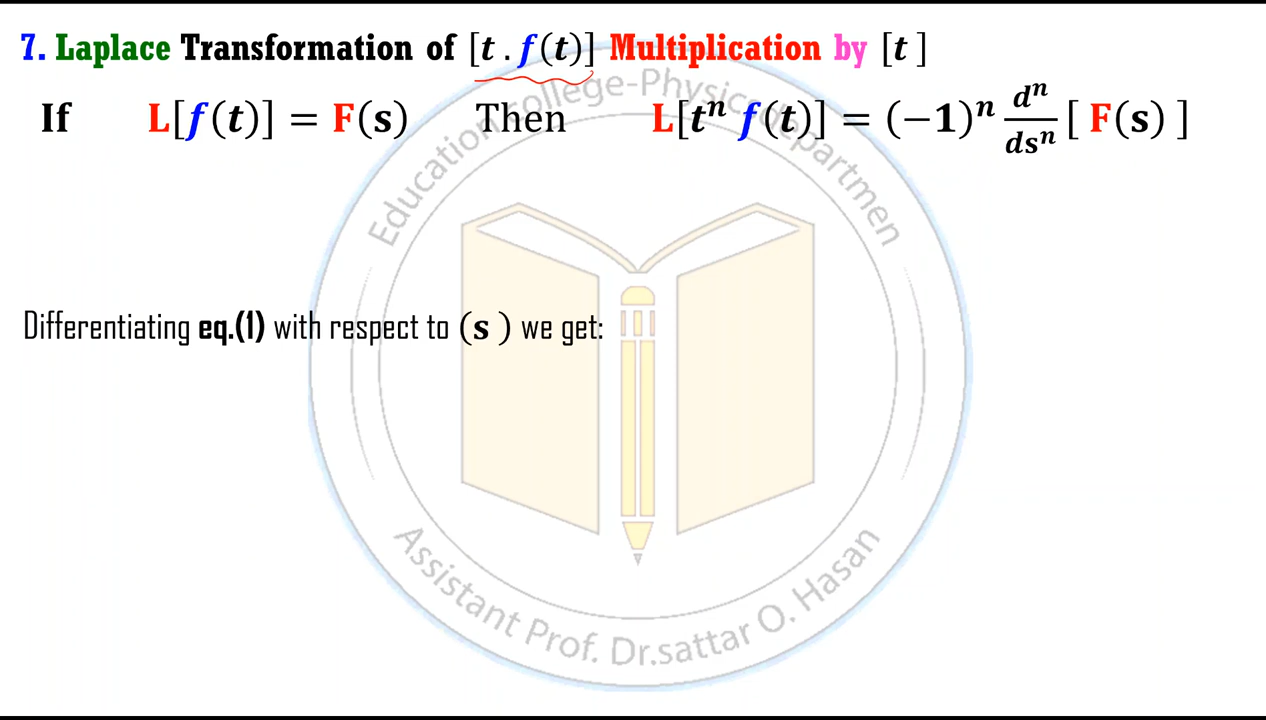 7. Laplace Transformation of [t . f(t)] Multiplication by [t ]
If L[f(t)] = F(s) Then L[tⁿ f(t)] = (−1)ⁿ dⁿ/dsⁿ [ F(s) ]
Differentiating eq.(1) with respect to (s ) we get:
Education College-Physics departmen
Assistant Prof. Dr.sattar O. Hasan